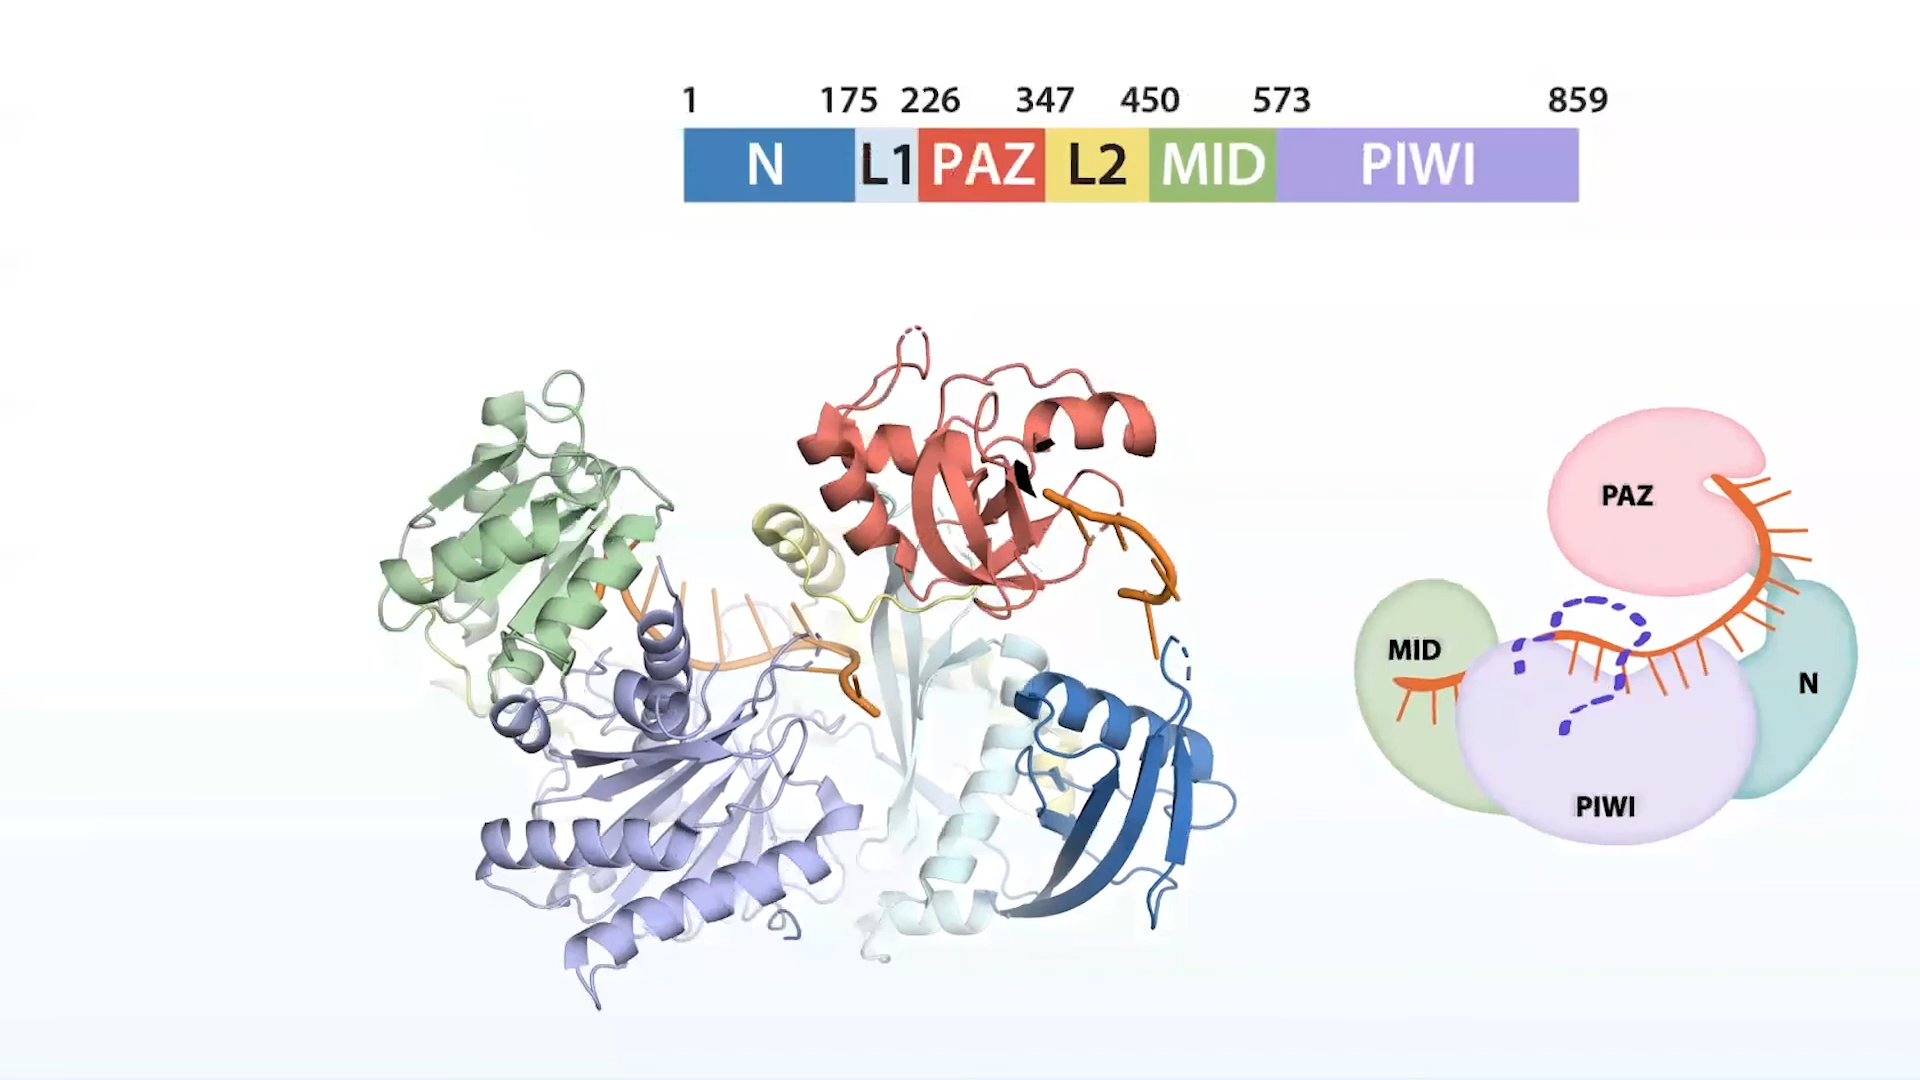 1 175 226 347 450 573 859
N L1 PAZ L2 MID PIWI
PAZ
MID
N
PIWI